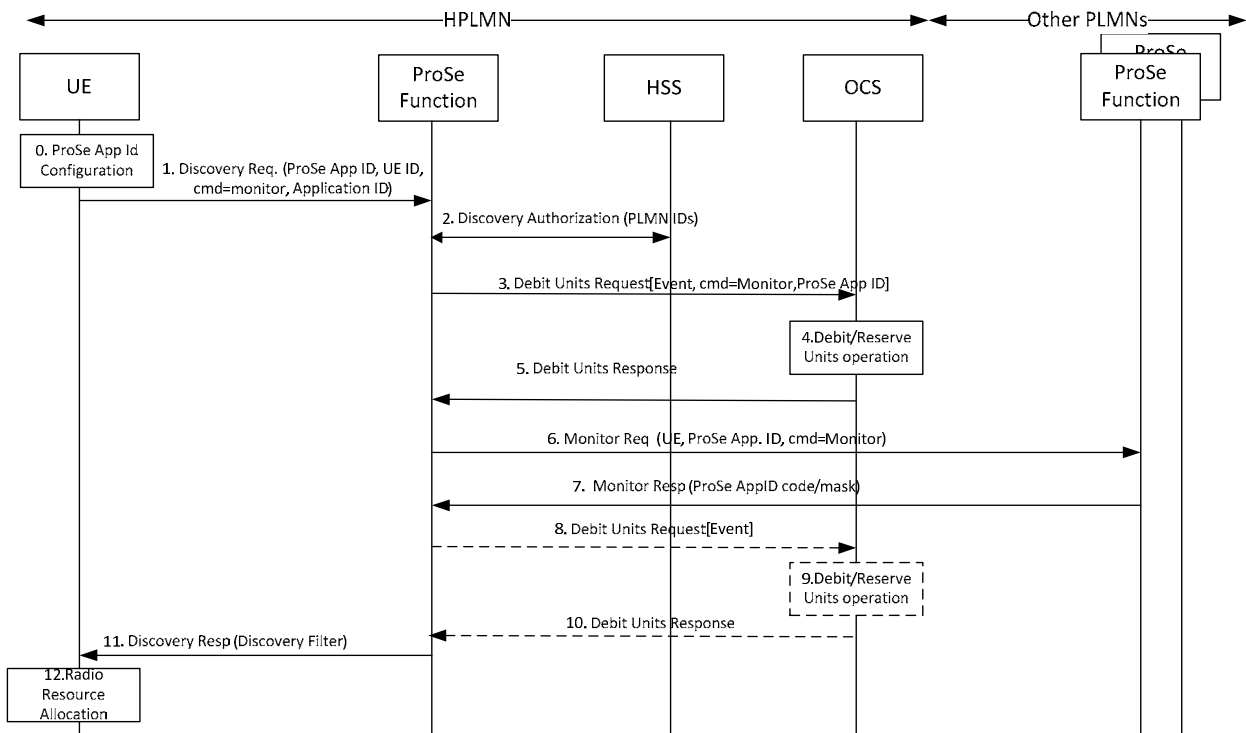 HPLMN
Other PLMNs
UE
ProSe
Function
HSS
OCS
ProSe
ProSe
Function
0. ProSe App Id
Configuration
1. Discovery Req. (ProSe App ID, UE ID,
cmd=monitor, Application ID)
2. Discovery Authorization (PLMN IDs)
3. Debit Units Request[Event, cmd=Monitor,ProSe App ID]
4.Debit/Reserve
Units operation
5. Debit Units Response
6. Monitor Req (UE, ProSe App. ID, cmd=Monitor)
7. Monitor Resp (ProSe AppID code/mask)
8. Debit Units Request[Event]
9.Debit/Reserve
Units operation
10. Debit Units Response
11. Discovery Resp (Discovery Filter)
12.Radio
Resource
Allocation